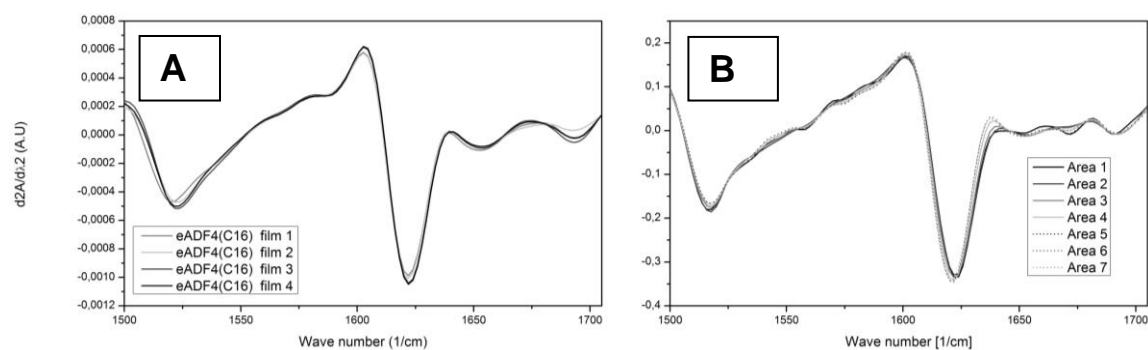 A
d2A/dλ2 (A.U)
0,0008
0,0006
0,0004
0,0002
0,0000
-0,0002
-0,0004
-0,0006
-0,0008
-0,0010
-0,0012
eADF4(C16) film 1
eADF4(C16) film 2
eADF4(C16) film 3
eADF4(C16) film 4
1500 1550 1600 1650 1700
Wave number (1/cm)
B
0,2
0,1
0,0
-0,1
-0,2
-0,3
-0,4
Area 1
Area 2
Area 3
Area 4
Area 5
Area 6
Area 7
1500 1550 1600 1650 1700
Wave number [1/cm]